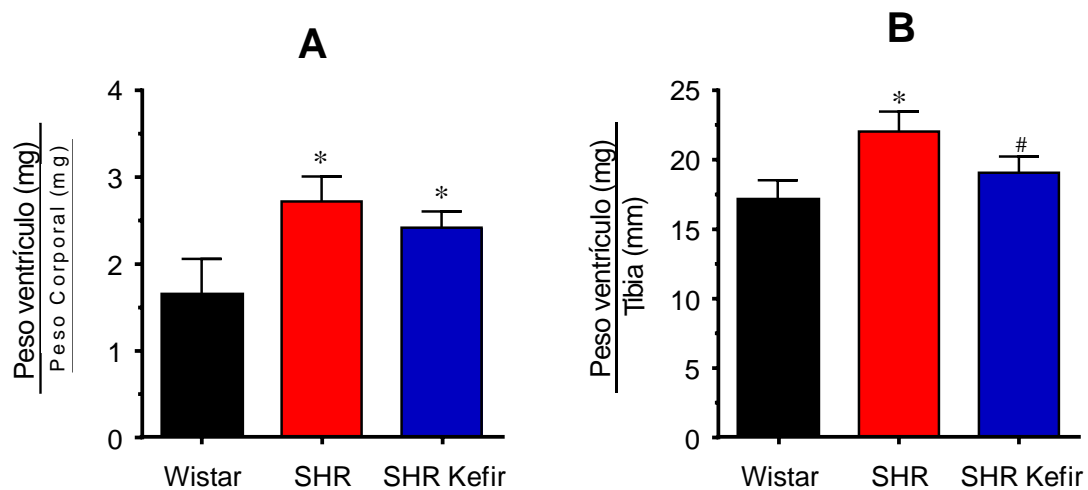 A
Peso ventrículo (mg)
Peso Corporal (mg)
4
3
2
1
0
*
*
Wistar
SHR
SHR Kefir
B
Peso ventrículo (mg)
Tíbia (mm)
25
20
15
10
5
0
*
#
Wistar
SHR
SHR Kefir